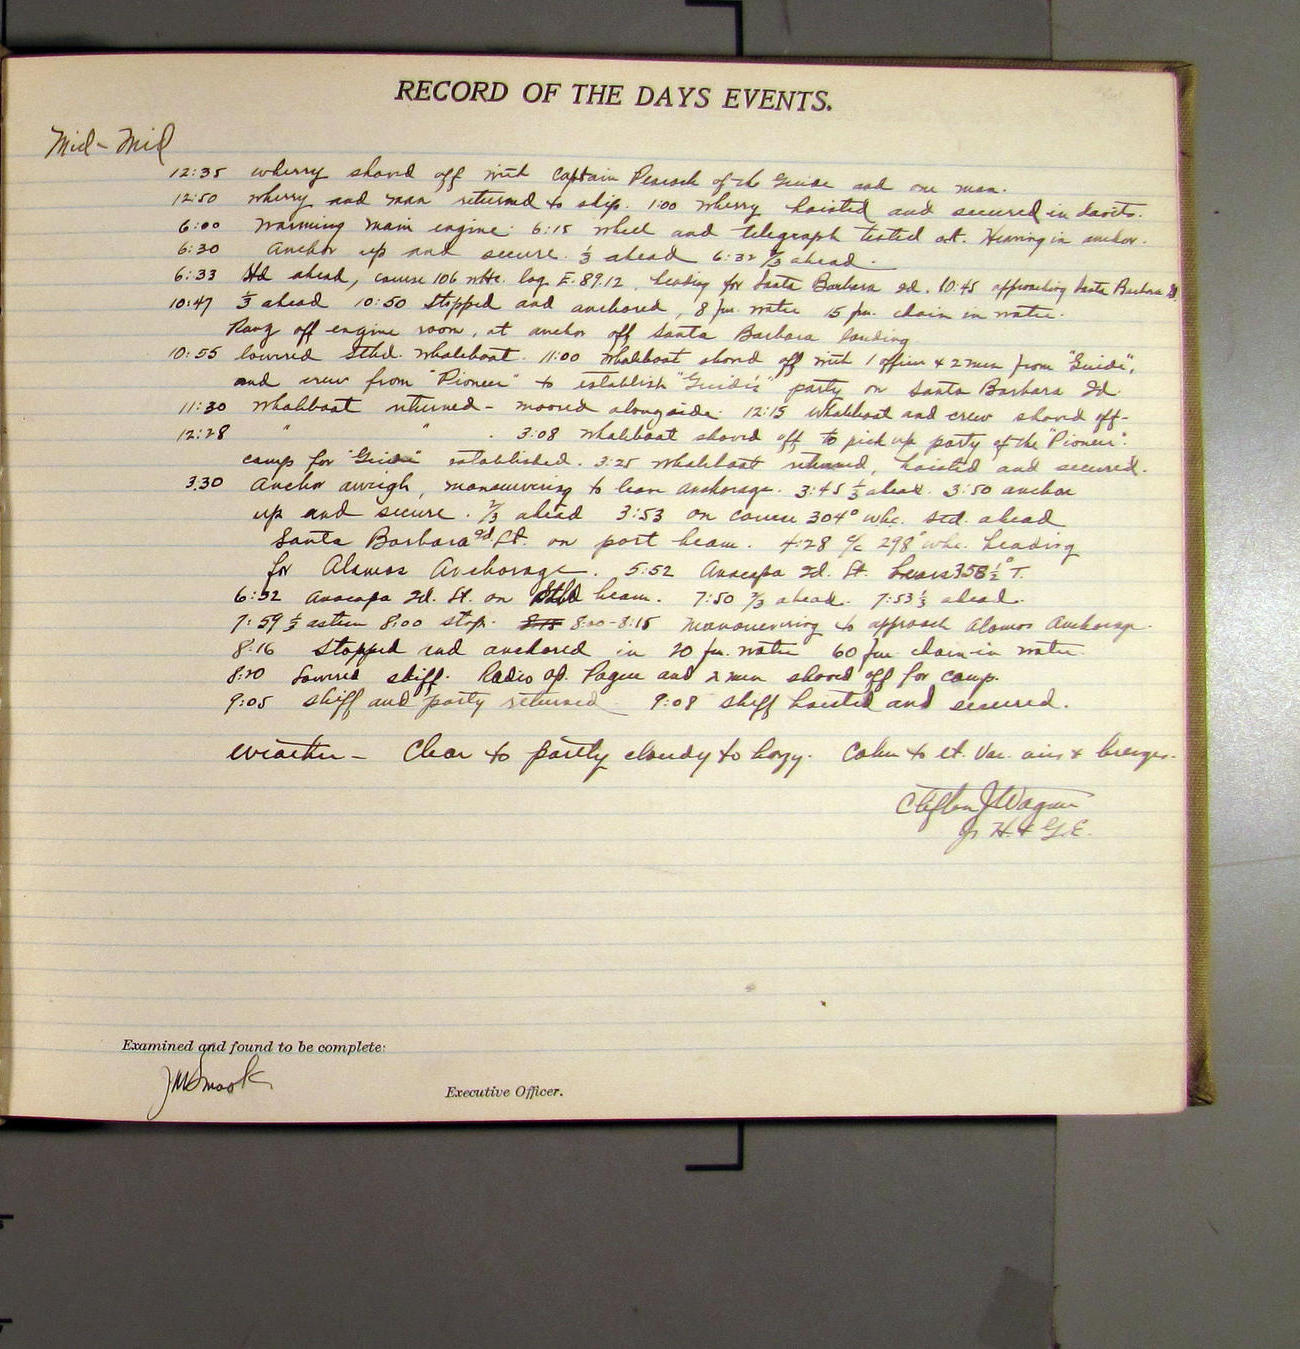 RECORD OF THE DAYS EVENTS.
Mid - Mid
12:35 wherry shoved off with Captain Peacock of the Guide and one man.
12:50 wherry and man returned to ship. 1:00 wherry hoisted and secured in davits.
6:00 Warming main engine. 6:15 wheel and telegraph tested o.k. Heaving in anchor.
6:30 Anchor up and secure. 1/3 ahead 6:32 2/3 ahead.
6:33 Std ahead, course 106 whc. log E. 89.12. heading for Santa Barbara Id. 10:45 approaching Santa Barbara Id.
10:47 1/3 ahead 10:50 Stopped and anchored, 8 fm. water 15 fm. chain in water.
Rang off engine room, at anchor off Santa Barbara landing
10:55 lowered Stbd. whaleboat. 11:00 Whaleboat shoved off with 1 officer & 2 men from "Guide",
and crew from "Pioneer" to establish "Guide's" party on Santa Barbara Id.
11:30 Whaleboat returned - moored alongside. 12:15 Whaleboat and crew shoved off -
12:28 " " . 3:08 Whaleboat shoved off to pick up party of the "Pioneer".
camp for "Guide" established. 3:25 Whaleboat returned, hoisted and secured.
3.30 Anchor aweigh, maneuvering to leave anchorage. 3:45 1/3 ahead. 3:50 anchor
up and secure. 2/3 ahead 3:53 on course 304° whc. Std. ahead
Santa Barbara Id. Lt. on port beam. 4:28 c/c 298° whc. heading
for Alamos Anchorage. 5:52 Anacapa Id. Lt. bears 358 1/2° T.
6:52 Anacapa Id. Lt. on Stbd beam. 7:50 2/3 ahead. 7:53 1/3 ahead.
7:59 1/3 astern 8:00 stop. 8:15 8:00-8:15 Maneuvering to approach Alamos Anchorage.
8:16 Stopped and anchored in 20 fm. water 60 fm chain in water.
8:20 Lowered skiff. Radio Op. Pague and 2 men shoved off for camp.
9:05 skiff and party returned 9:08 skiff hoisted and secured.
Weather - Clear to partly cloudy to hazy. Calm to lt. Var. airs & breezes.
Clifton J. Wagner
Jr. H. & G.E.
Examined and found to be complete:
J M Smook
Executive Officer.